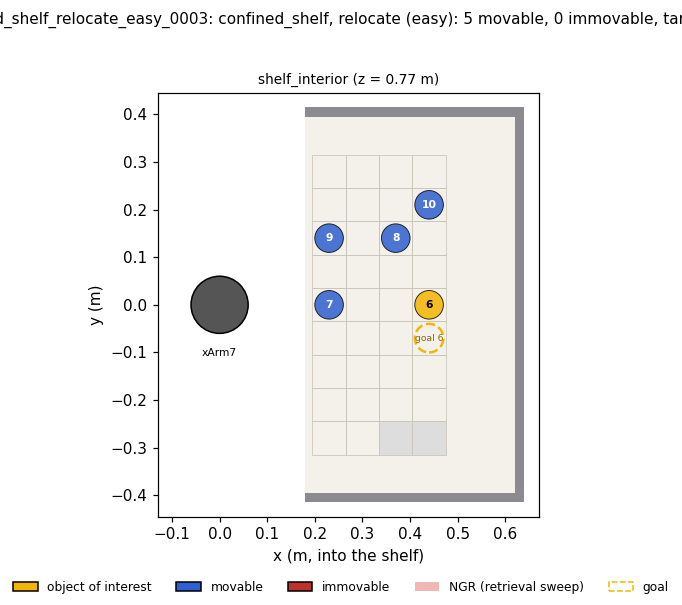 d_shelf_relocate_easy_0003: confined_shelf, relocate (easy): 5 movable, 0 immovable, tar
shelf_interior (z = 0.77 m)
0.4
0.3
0.2
0.1
0.0
−0.1
−0.2
−0.3
−0.4
y (m)
10
9
8
7
6
goal 6
xArm7
−0.1 0.0 0.1 0.2 0.3 0.4 0.5 0.6
x (m, into the shelf)
object of interest movable immovable NGR (retrieval sweep) goal